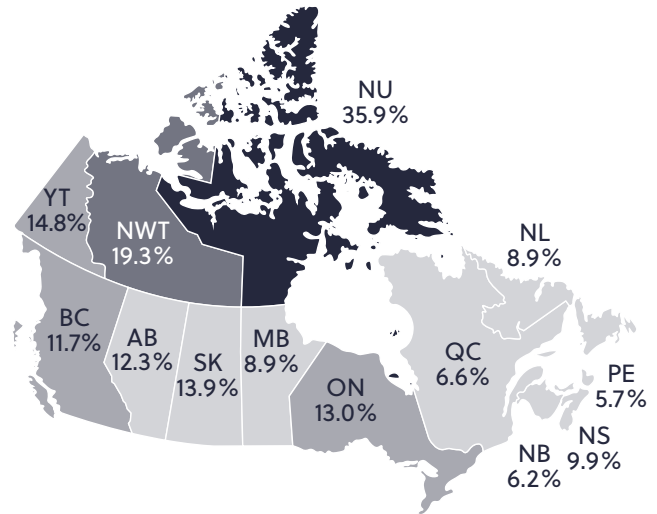 NU
35.9%
YT
14.8%
NWT
19.3%
NL
8.9%
BC
11.7%
AB
12.3%
SK
13.9%
MB
8.9%
ON
13.0%
QC
6.6%
PE
5.7%
NB
6.2%
NS
9.9%